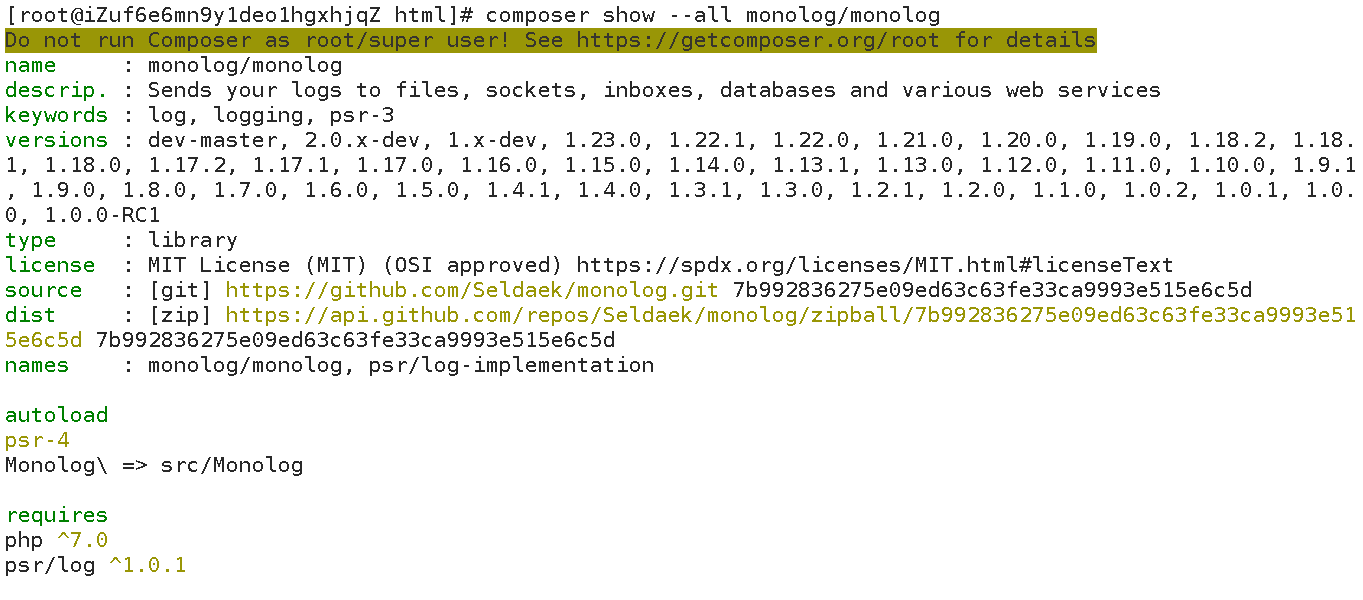 [root@iZuf6e6mn9y1deo1hgxhjqZ html]# composer show --all monolog/monolog
Do not run Composer as root/super user! See https://getcomposer.org/root for details
name     : monolog/monolog
descrip. : Sends your logs to files, sockets, inboxes, databases and various web services
keywords : log, logging, psr-3
versions : dev-master, 2.0.x-dev, 1.x-dev, 1.23.0, 1.22.1, 1.22.0, 1.21.0, 1.20.0, 1.19.0, 1.18.2, 1.18.
1, 1.18.0, 1.17.2, 1.17.1, 1.17.0, 1.16.0, 1.15.0, 1.14.0, 1.13.1, 1.13.0, 1.12.0, 1.11.0, 1.10.0, 1.9.1
, 1.9.0, 1.8.0, 1.7.0, 1.6.0, 1.5.0, 1.4.1, 1.4.0, 1.3.1, 1.3.0, 1.2.1, 1.2.0, 1.1.0, 1.0.2, 1.0.1, 1.0.
0, 1.0.0-RC1
type     : library
license  : MIT License (MIT) (OSI approved) https://spdx.org/licenses/MIT.html#licenseText
source   : [git] https://github.com/Seldaek/monolog.git 7b992836275e09ed63c63fe33ca9993e515e6c5d
dist     : [zip] https://api.github.com/repos/Seldaek/monolog/zipball/7b992836275e09ed63c63fe33ca9993e51
5e6c5d 7b992836275e09ed63c63fe33ca9993e515e6c5d
names    : monolog/monolog, psr/log-implementation

autoload
psr-4
Monolog\ => src/Monolog

requires
php ^7.0
psr/log ^1.0.1